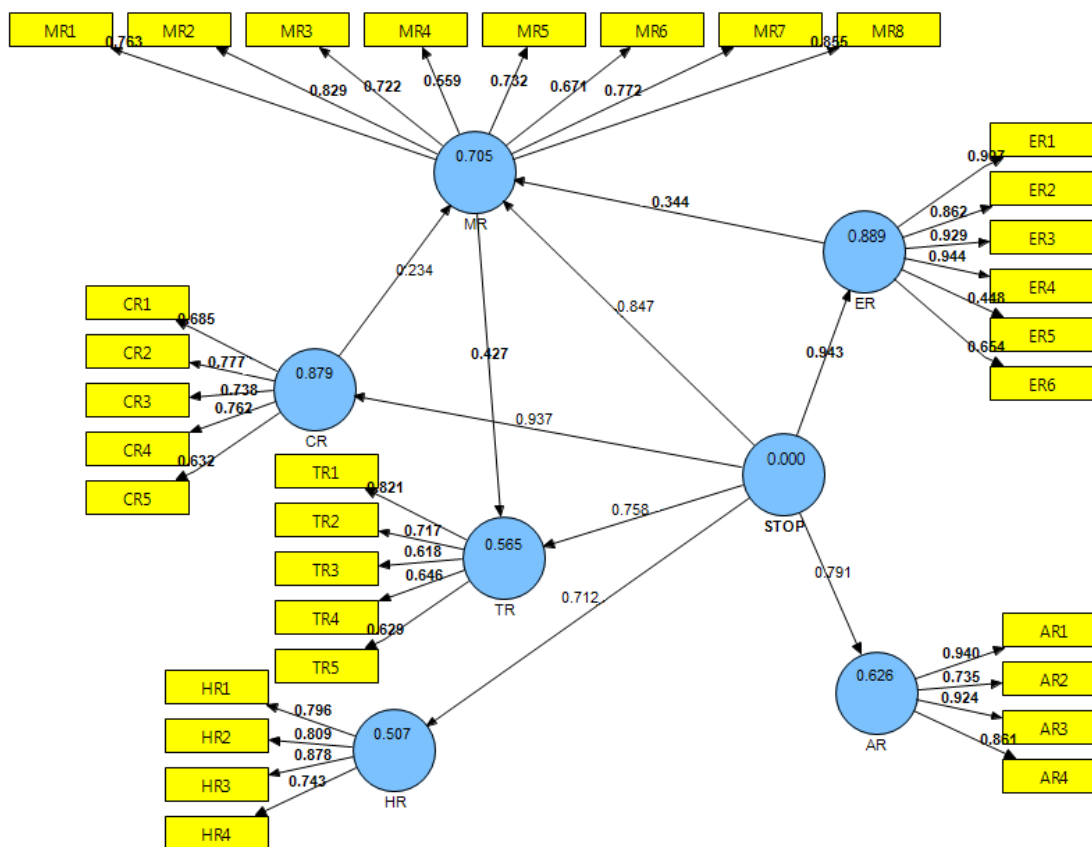 MR1
MR2
MR3
MR4
MR5
MR6
MR7
MR8
0.763
0.829
0.722
0.559
0.732
0.671
0.772
0.855
0.705
MR
0.344
0.234
0.847
0.427
0.943
0.937
0.889
ER
0.907
0.862
0.929
0.944
0.448
0.654
ER1
ER2
ER3
ER4
ER5
ER6
CR1
CR2
CR3
CR4
CR5
0.685
0.777
0.738
0.762
0.632
0.879
CR
0.000
STOP
TR1
TR2
TR3
TR4
TR5
0.821
0.717
0.618
0.646
0.629
0.565
TR
0.758
0.712
0.791
HR1
HR2
HR3
HR4
0.796
0.809
0.878
0.743
0.507
HR
0.626
AR
0.940
0.735
0.924
0.861
AR1
AR2
AR3
AR4